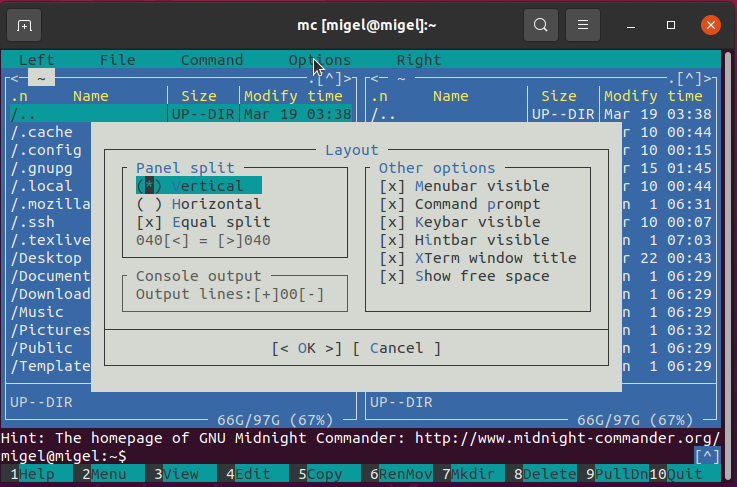 mc [migel@migel]:~
Left File Command Options Right
<─ ~ ─.[^]> <─ ~ ─.[^]>
.n Name Size Modify time .n Name Size Modify time
/.. UP--DIR Mar 19 03:38 /.. UP--DIR Mar 19 03:38
/.cache r 10 00:44
/.config r 10 00:15
/.gnupg r 15 01:45
/.local r 10 00:44
/.mozilla n 1 06:31
/.ssh r 10 00:07
/.texlive n 1 07:03
/Desktop r 22 00:43
/Document n 1 06:29
/Download n 1 06:29
/Music n 1 06:29
/Pictures n 1 06:32
/Public n 1 06:29
/Template n 1 06:29
Layout
Panel split
(*) Vertical
( ) Horizontal
[x] Equal split
040[<] = [>]040
Console output
Output lines:[+]00[-]
Other options
[x] Menubar visible
[x] Command prompt
[x] Keybar visible
[x] Hintbar visible
[x] XTerm window title
[x] Show free space
[< OK >] [ Cancel ]
UP--DIR UP--DIR
66G/97G (67%) 66G/97G (67%)
Hint: The homepage of GNU Midnight Commander: http://www.midnight-commander.org/
migel@migel:~$ [^]
1Help 2Menu 3View 4Edit 5Copy 6RenMov 7Mkdir 8Delete 9PullDn 10Quit